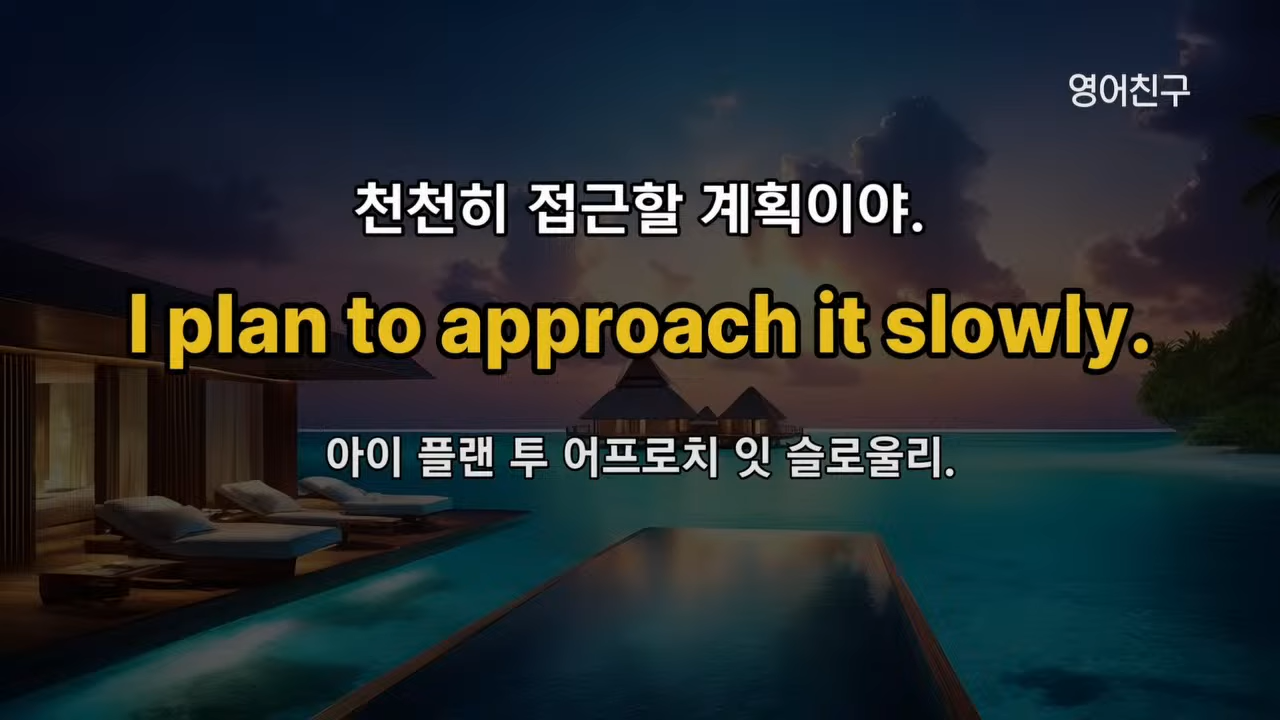 영어친구
천천히 접근할 계획이야.
I plan to approach it slowly.
아이 플랜 투 어프로치 잇 슬로울리.